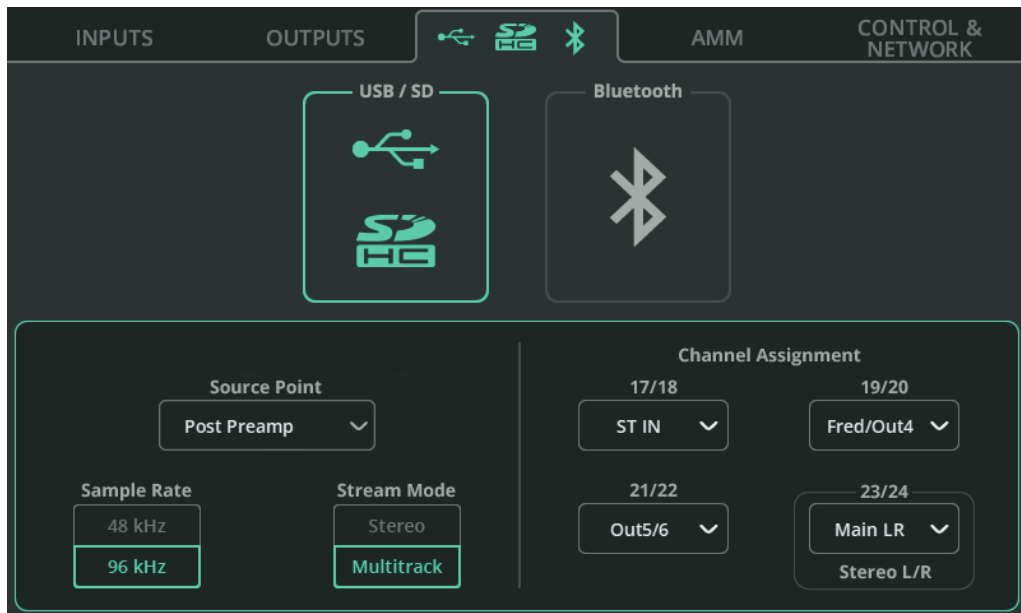 INPUTS
OUTPUTS
SD
HC
AMM
CONTROL &
NETWORK
USB / SD
Bluetooth
SD
HC
Channel Assignment
Source Point
17/18
19/20
Post Preamp
ST IN
Fred/Out4
Sample Rate
Stream Mode
21/22
23/24
48 kHz
Stereo
Out5/6
Main LR
96 kHz
Multitrack
Stereo L/R